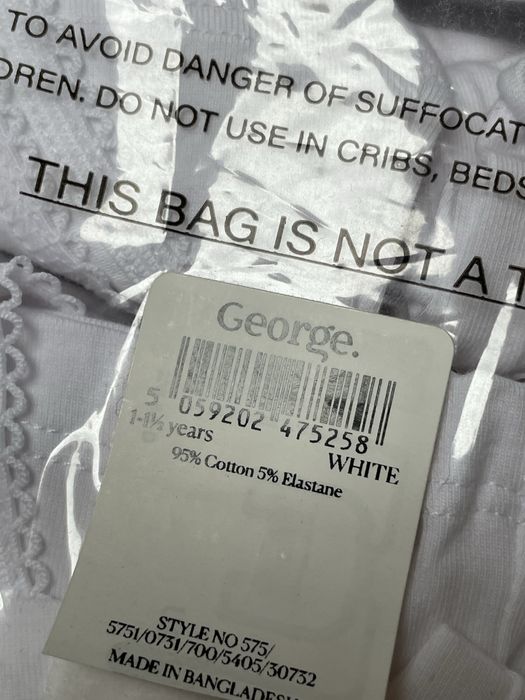 TO AVOID DANGER OF SUFFOCAT
DREN. DO NOT USE IN CRIBS, BEDS
THIS BAG IS NOT A T
George.
5 059202 475258
1-1½ years
WHITE
95% Cotton 5% Elastane
STYLE NO 575/
5751/0731/700/5405/30732
MADE IN BANGLADESH